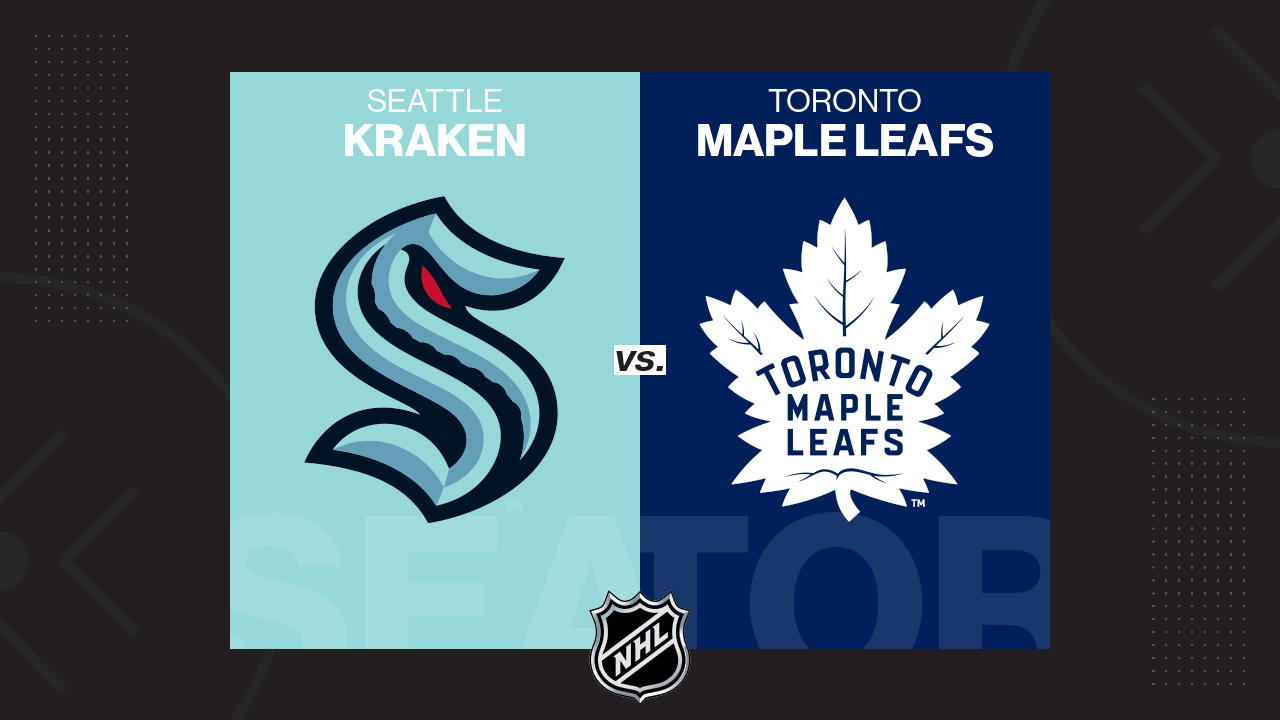 SEATTLE
KRAKEN
TORONTO
MAPLE LEAFS
vs.
TORONTO
MAPLE
LEAFS
TM
SEA
TOR
NHL